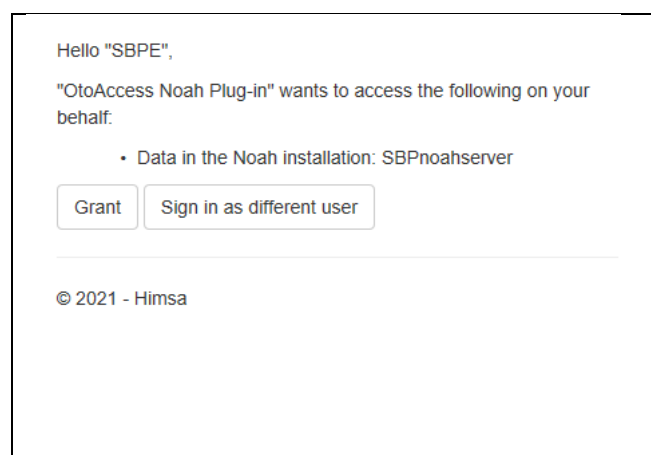 Hello "SBPE",
"OtoAccess Noah Plug-in" wants to access the following on your
behalf:
• Data in the Noah installation: SBPnoahserver
Grant Sign in as different user
© 2021 - Himsa